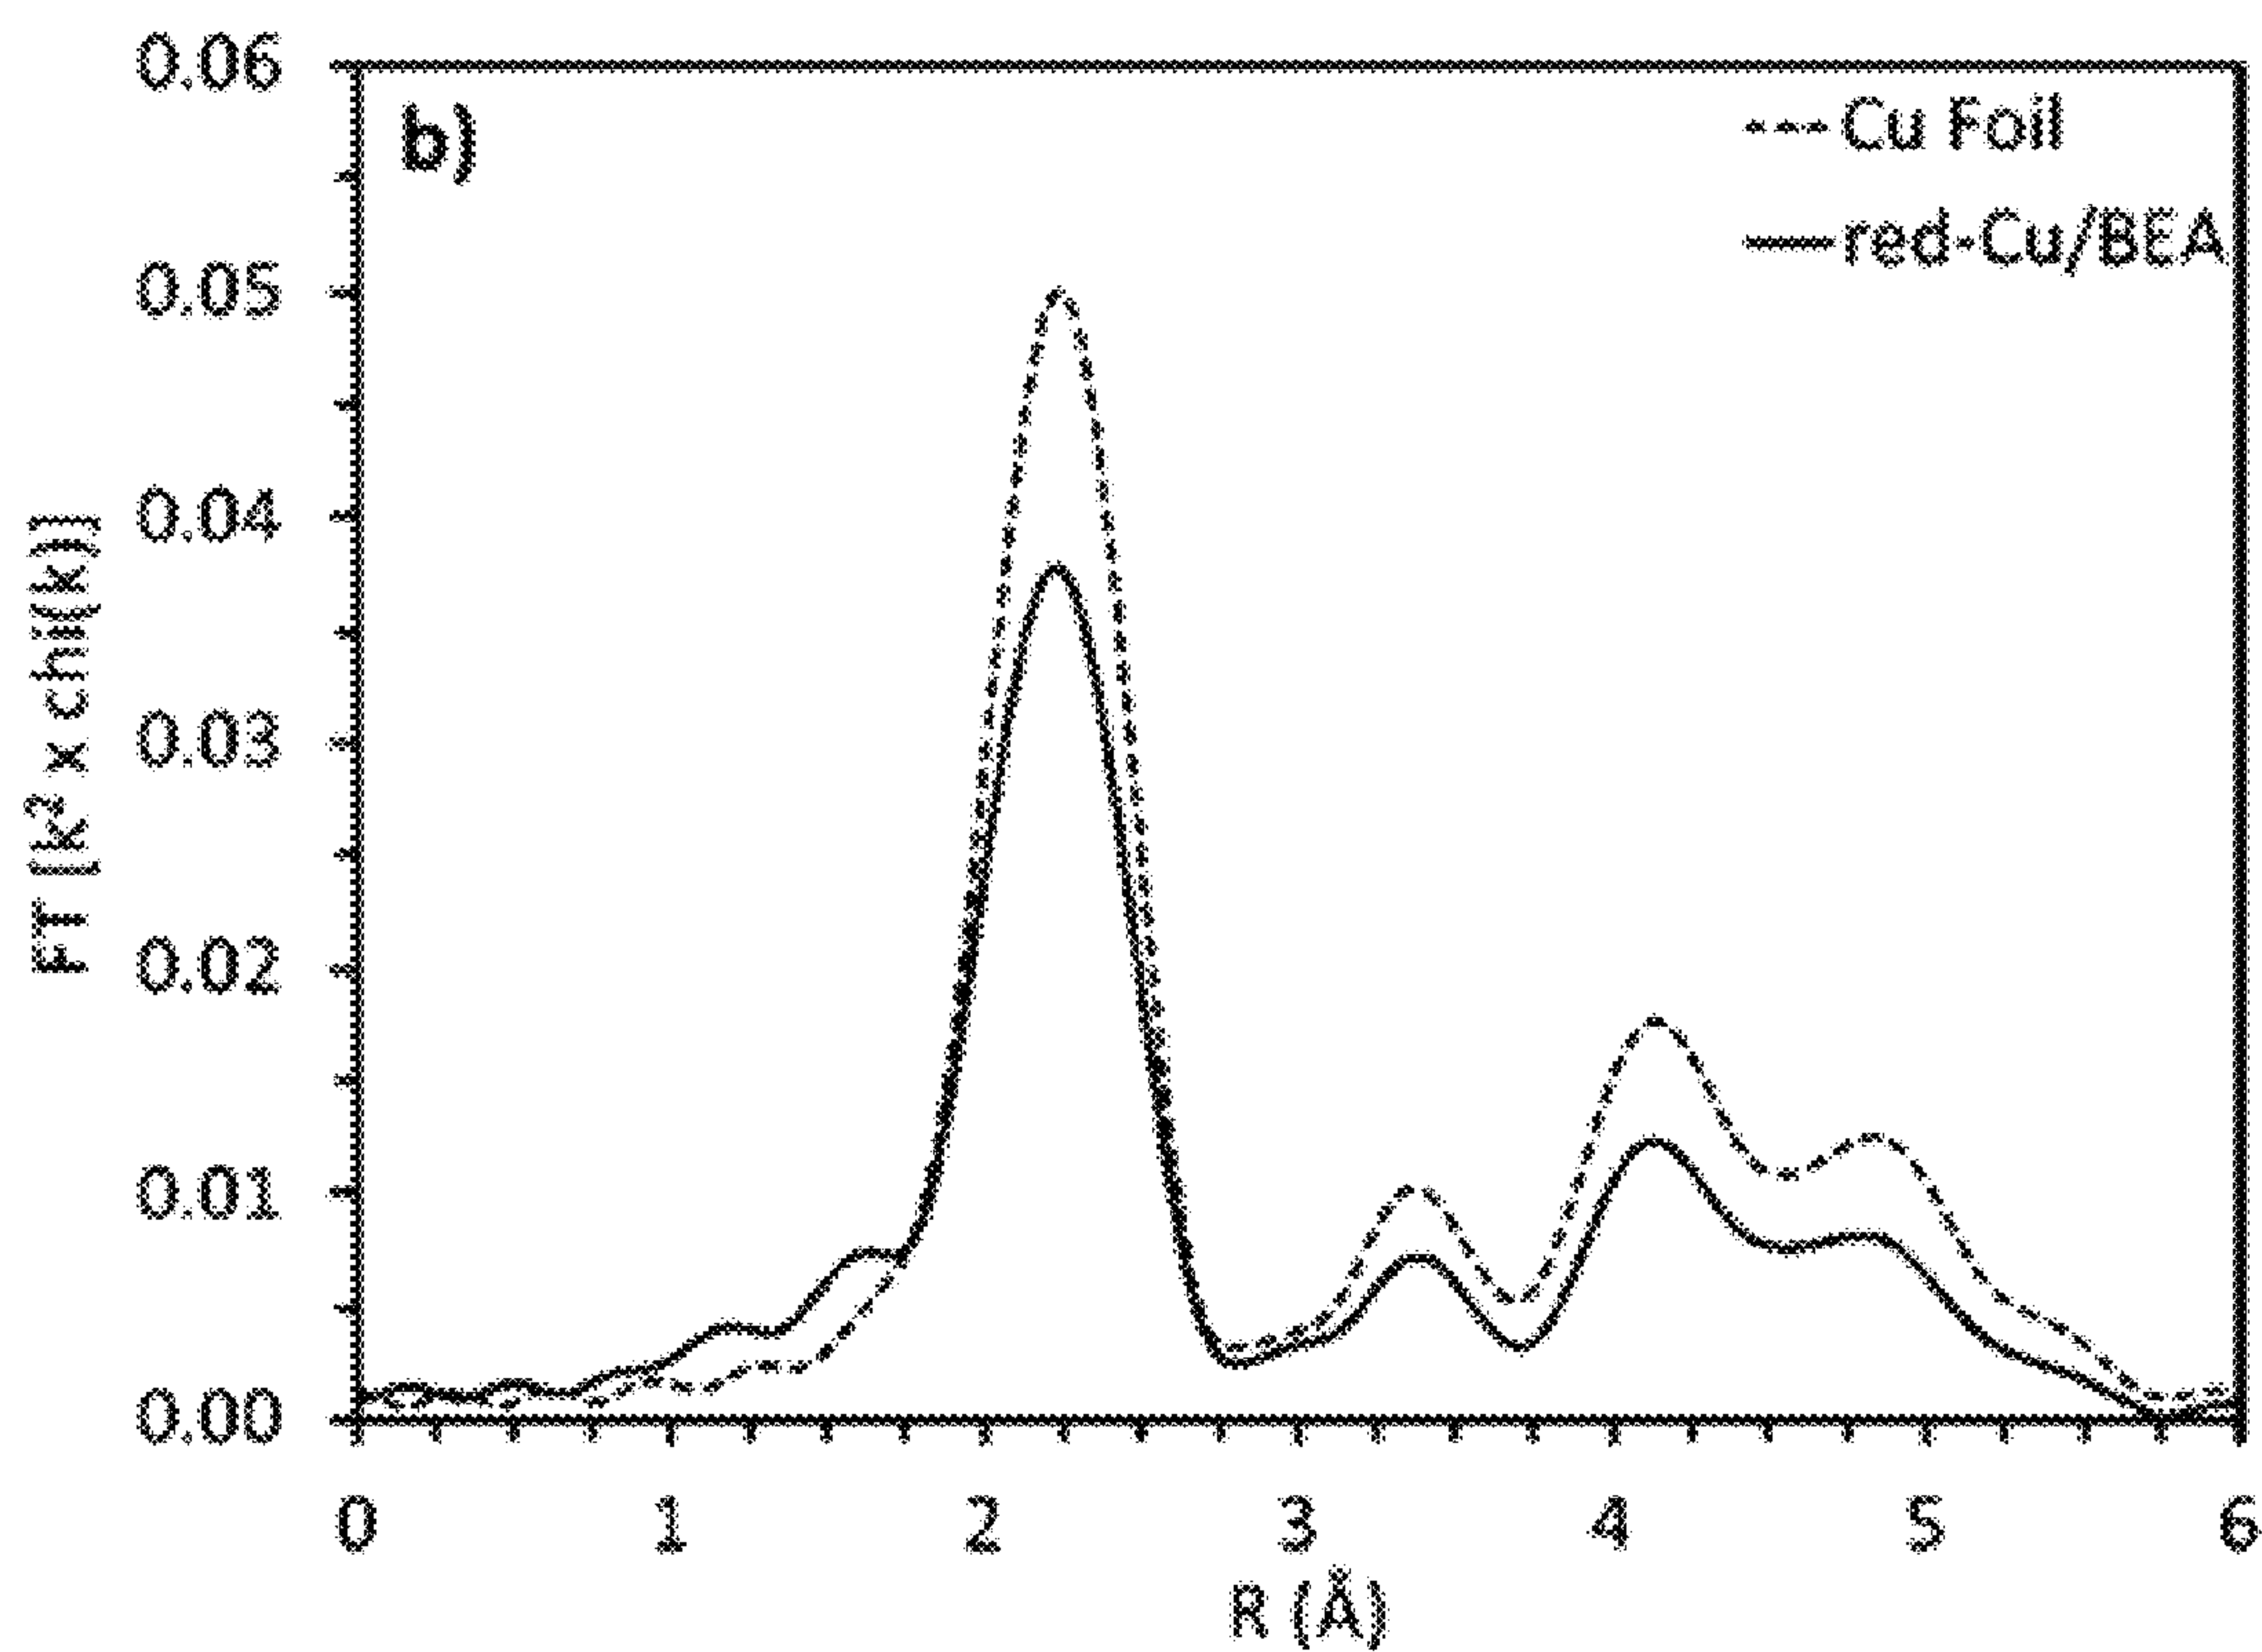 0.06
b)
Cu Foil
red-Cu/BEA
0.05
0.04
0.03
0.02
0.01
0.00
FT [k² x chi(k)]
0 1 2 3 4 5 6
R (Å)